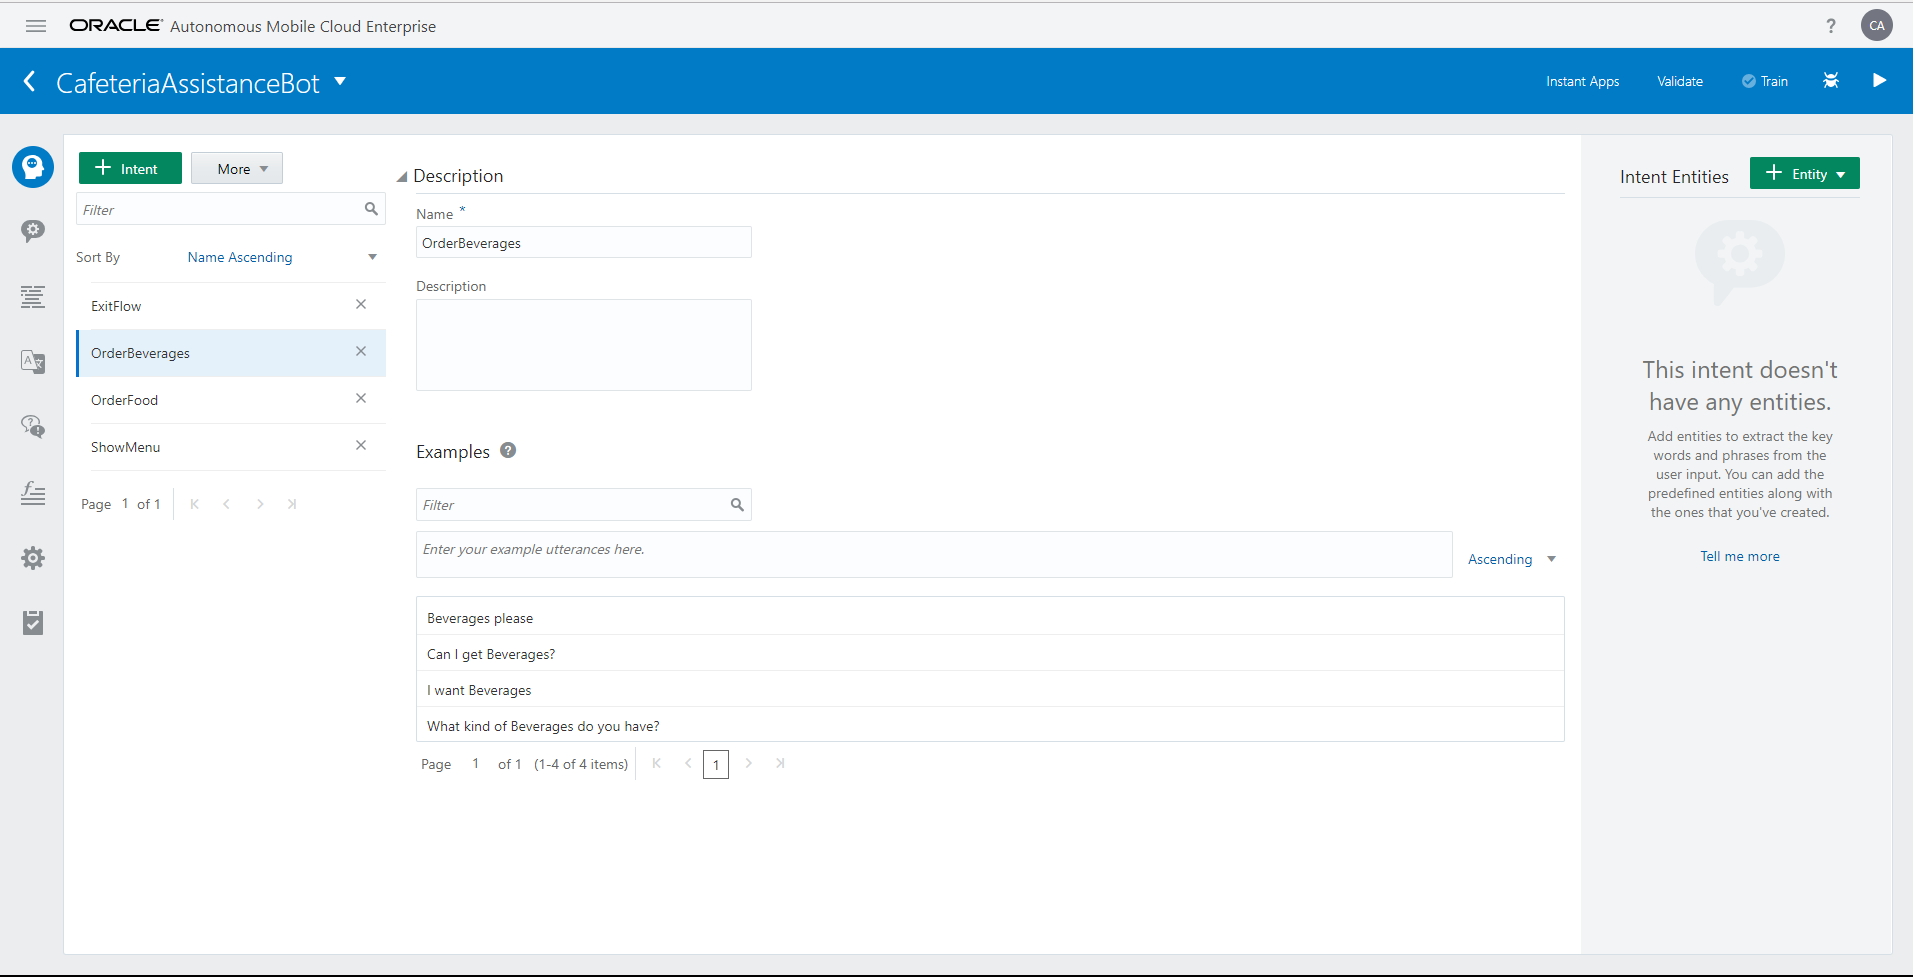 ORACLE Autonomous Mobile Cloud Enterprise
? CA
CafeteriaAssistanceBot
Instant Apps Validate Train
+ Intent More
Filter
Sort By Name Ascending
ExitFlow
OrderBeverages
OrderFood
ShowMenu
Page 1 of 1
Description
Name *
OrderBeverages
Description
Examples ?
Filter
Enter your example utterances here.
Ascending
Beverages please
Can I get Beverages?
I want Beverages
What kind of Beverages do you have?
Page 1 of 1 (1-4 of 4 items) 1
Intent Entities + Entity
This intent doesn't
have any entities.
Add entities to extract the key
words and phrases from the
user input. You can add the
predefined entities along with
the ones that you've created.
Tell me more